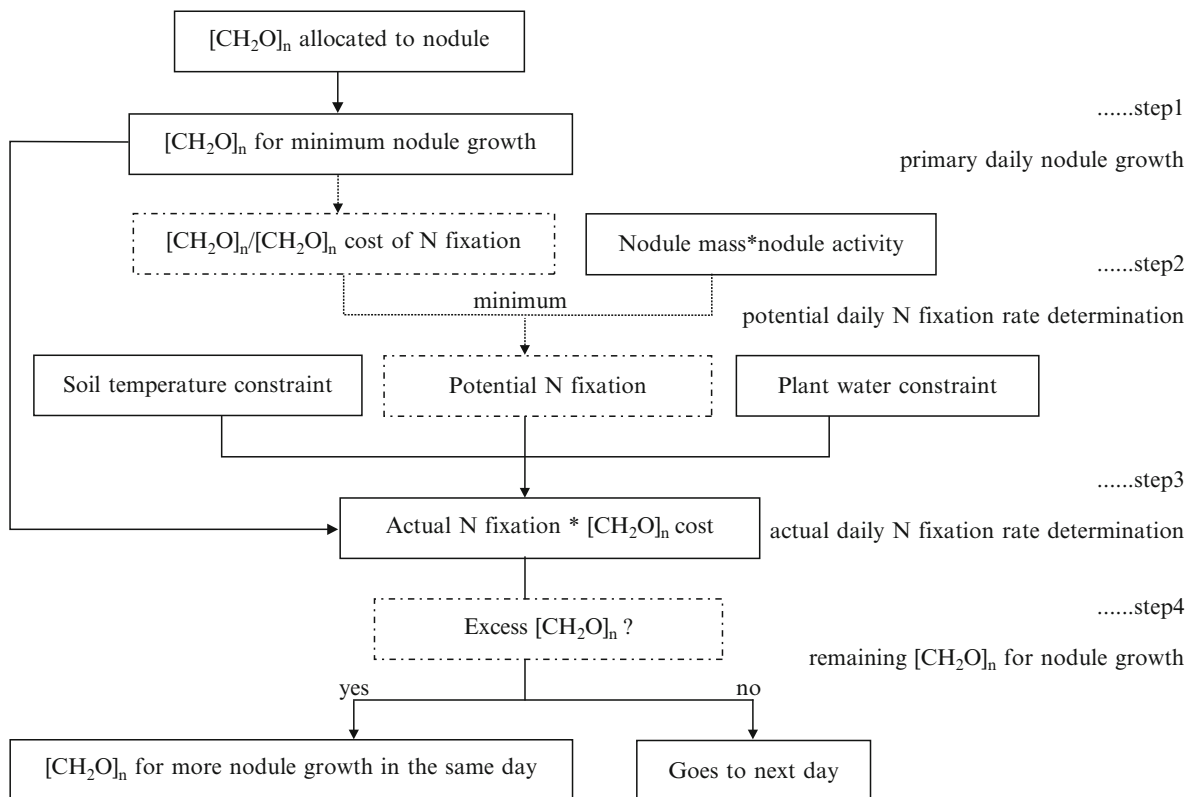 [CH₂O]ₙ allocated to nodule
......step1
[CH₂O]ₙ for minimum nodule growth
primary daily nodule growth
[CH₂O]ₙ/[CH₂O]ₙ cost of N fixation
Nodule mass*nodule activity
......step2
minimum
potential daily N fixation rate determination
Soil temperature constraint
Potential N fixation
Plant water constraint
......step3
Actual N fixation * [CH₂O]ₙ cost
actual daily N fixation rate determination
......step4
Excess [CH₂O]ₙ ?
remaining [CH₂O]ₙ for nodule growth
yes
no
[CH₂O]ₙ for more nodule growth in the same day
Goes to next day